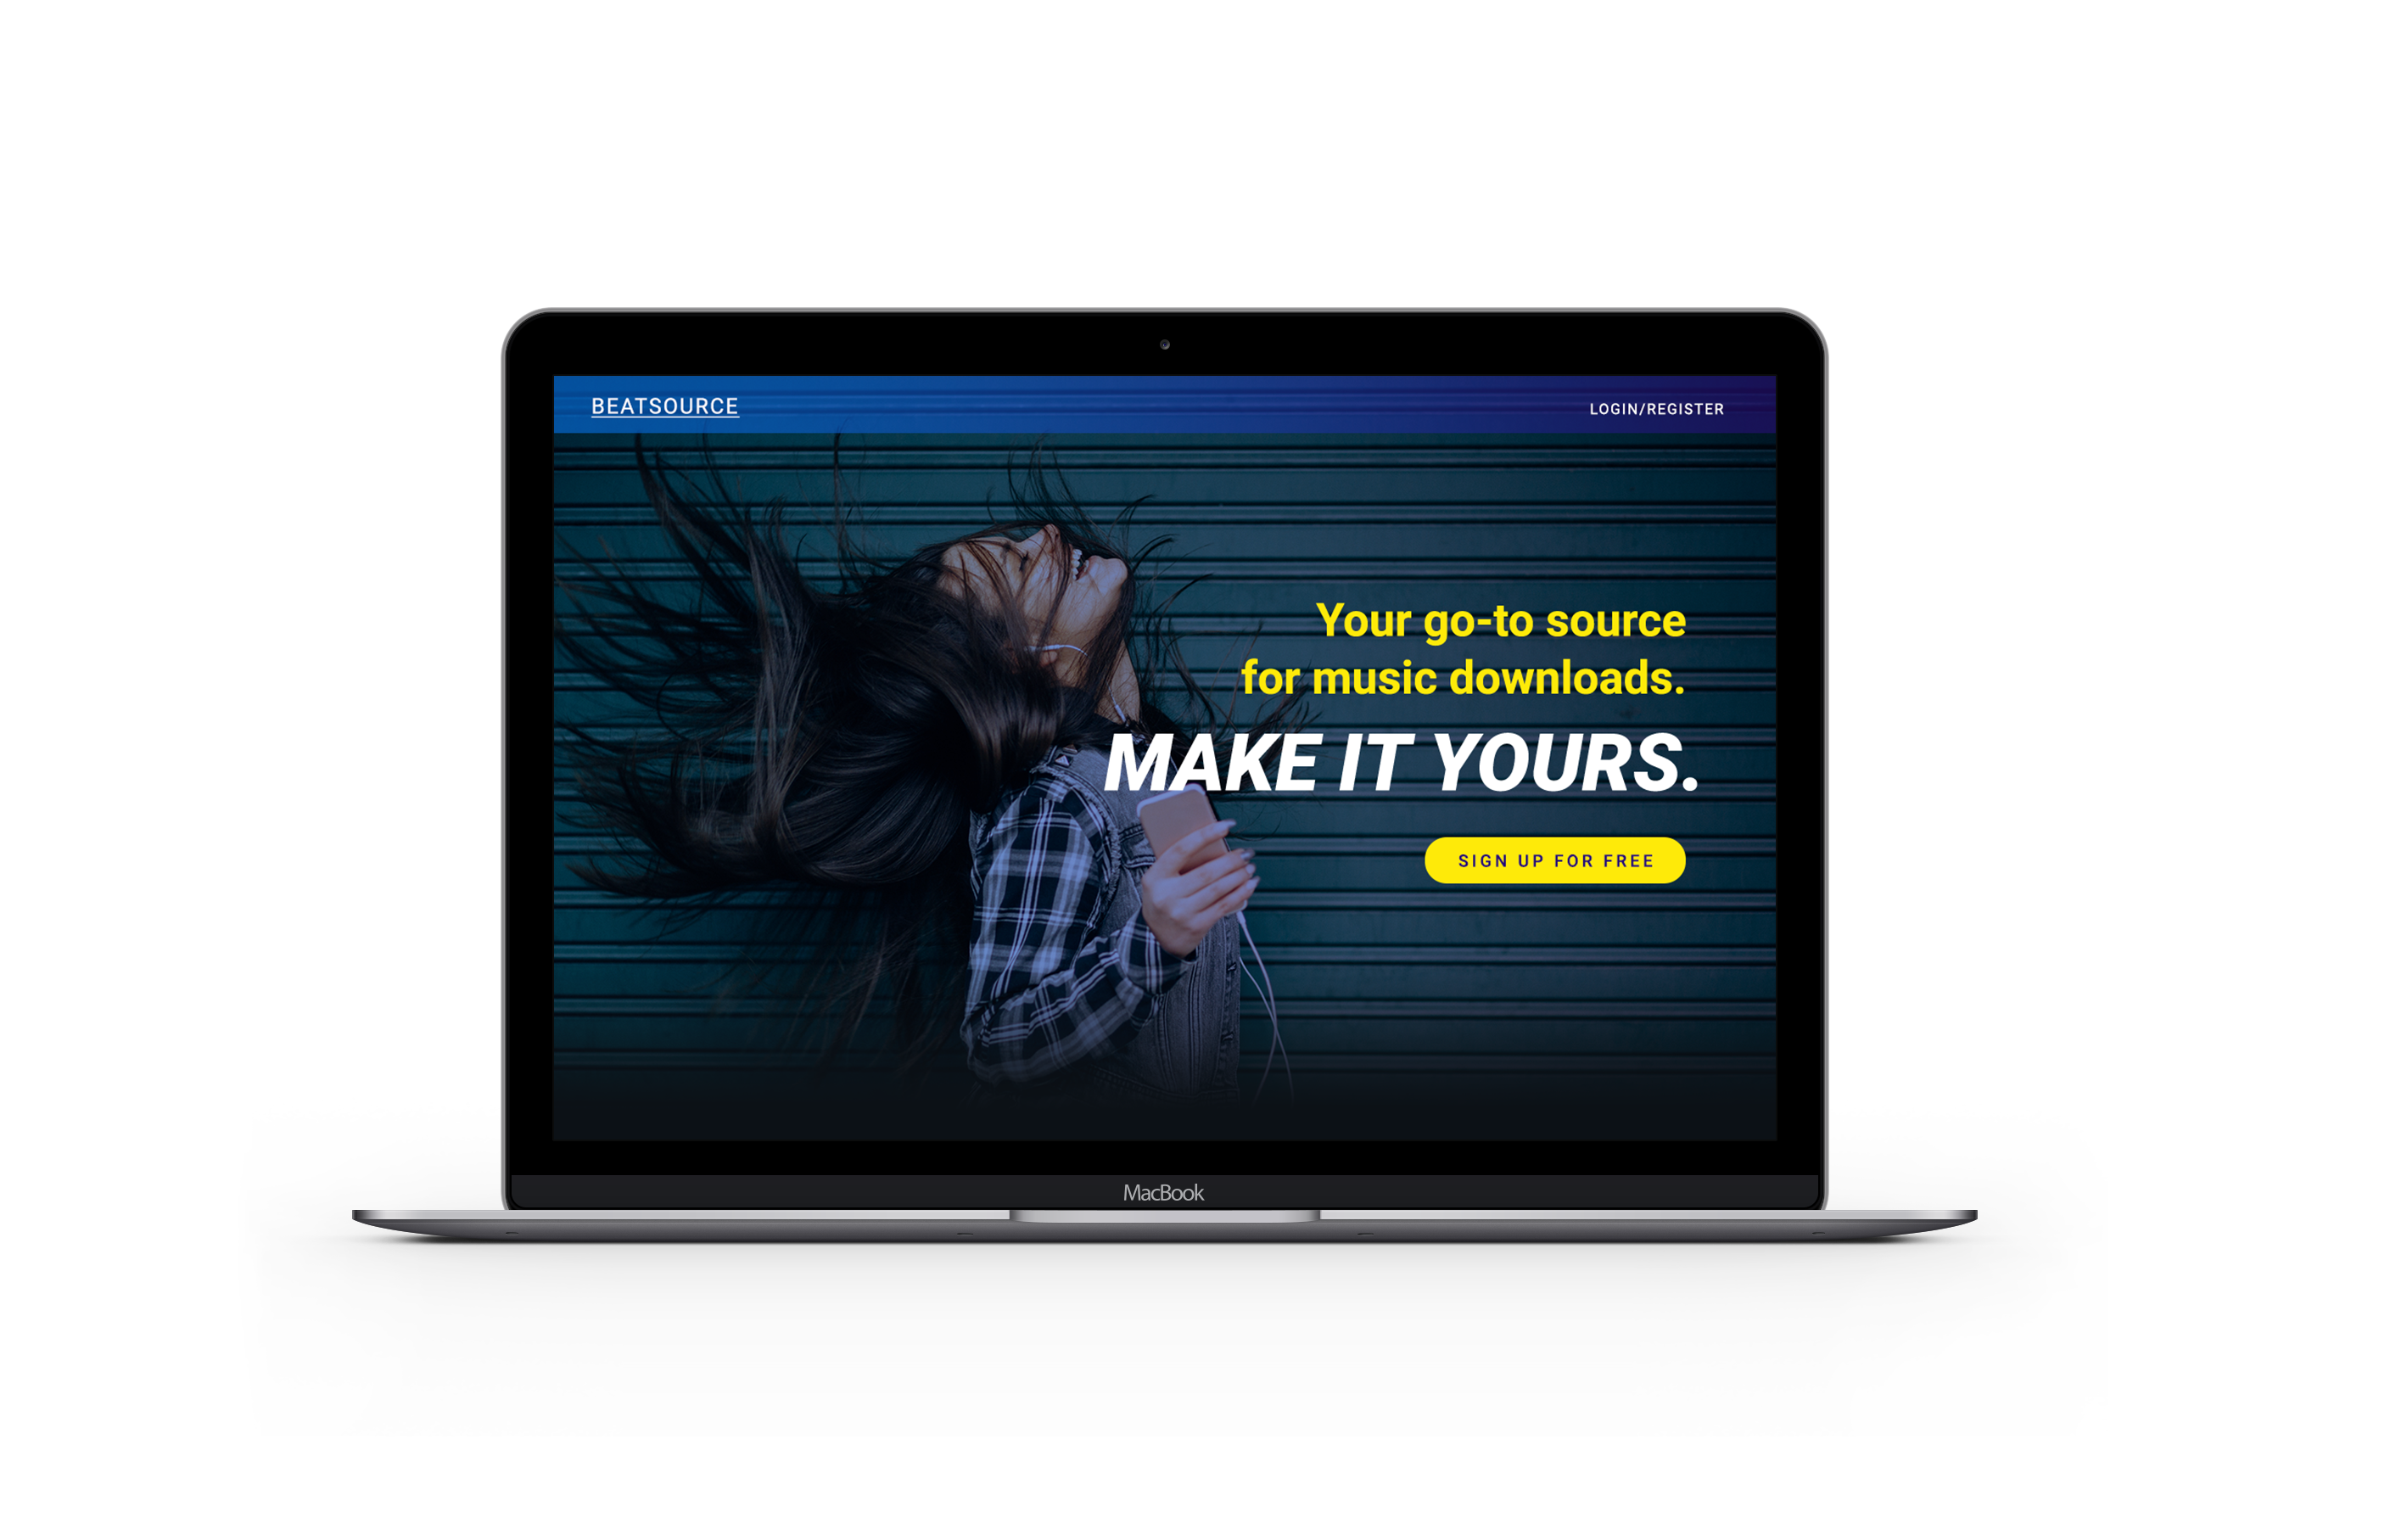 BEATSOURCE
LOGIN/REGISTER
Your go-to source
for music downloads.
MAKE IT YOURS.
SIGN UP FOR FREE
MacBook